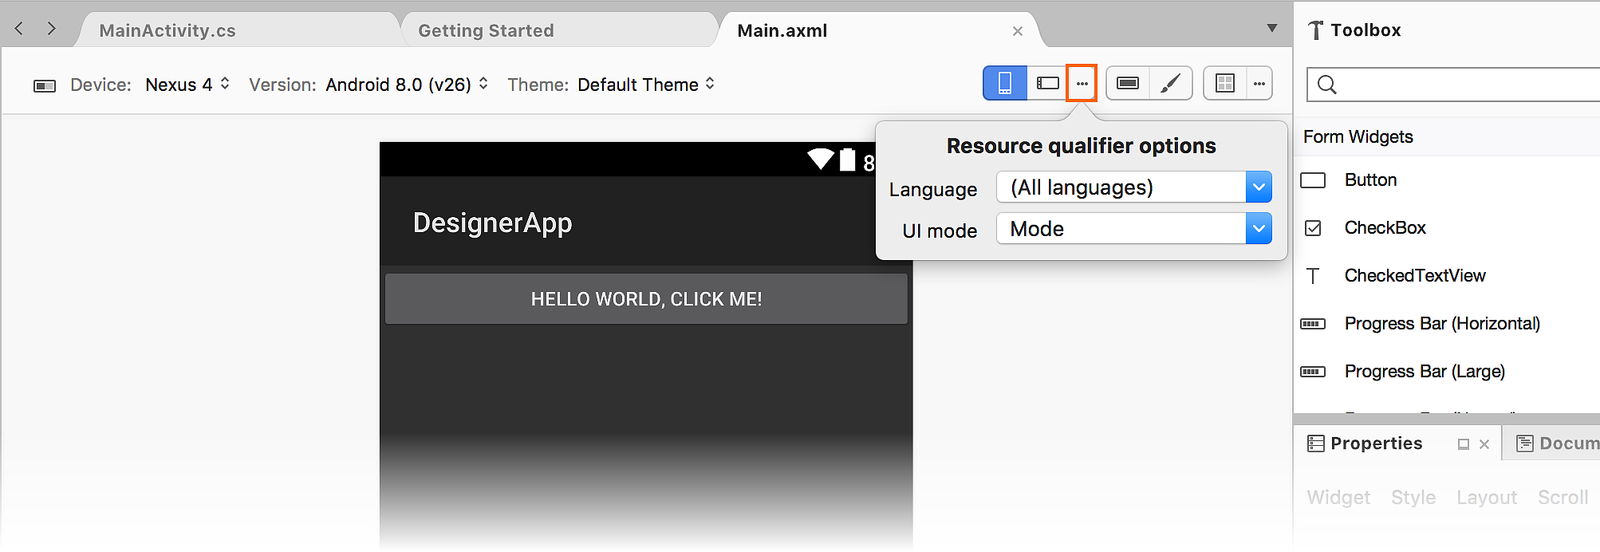 MainActivity.cs
Getting Started
Main.axml
Toolbox
Device: Nexus 4
Version: Android 8.0 (v26)
Theme: Default Theme
Resource qualifier options
Language (All languages)
UI mode Mode
8
DesignerApp
HELLO WORLD, CLICK ME!
Form Widgets
Button
CheckBox
CheckedTextView
Progress Bar (Horizontal)
Progress Bar (Large)
Properties
Docum
Widget Style Layout Scroll